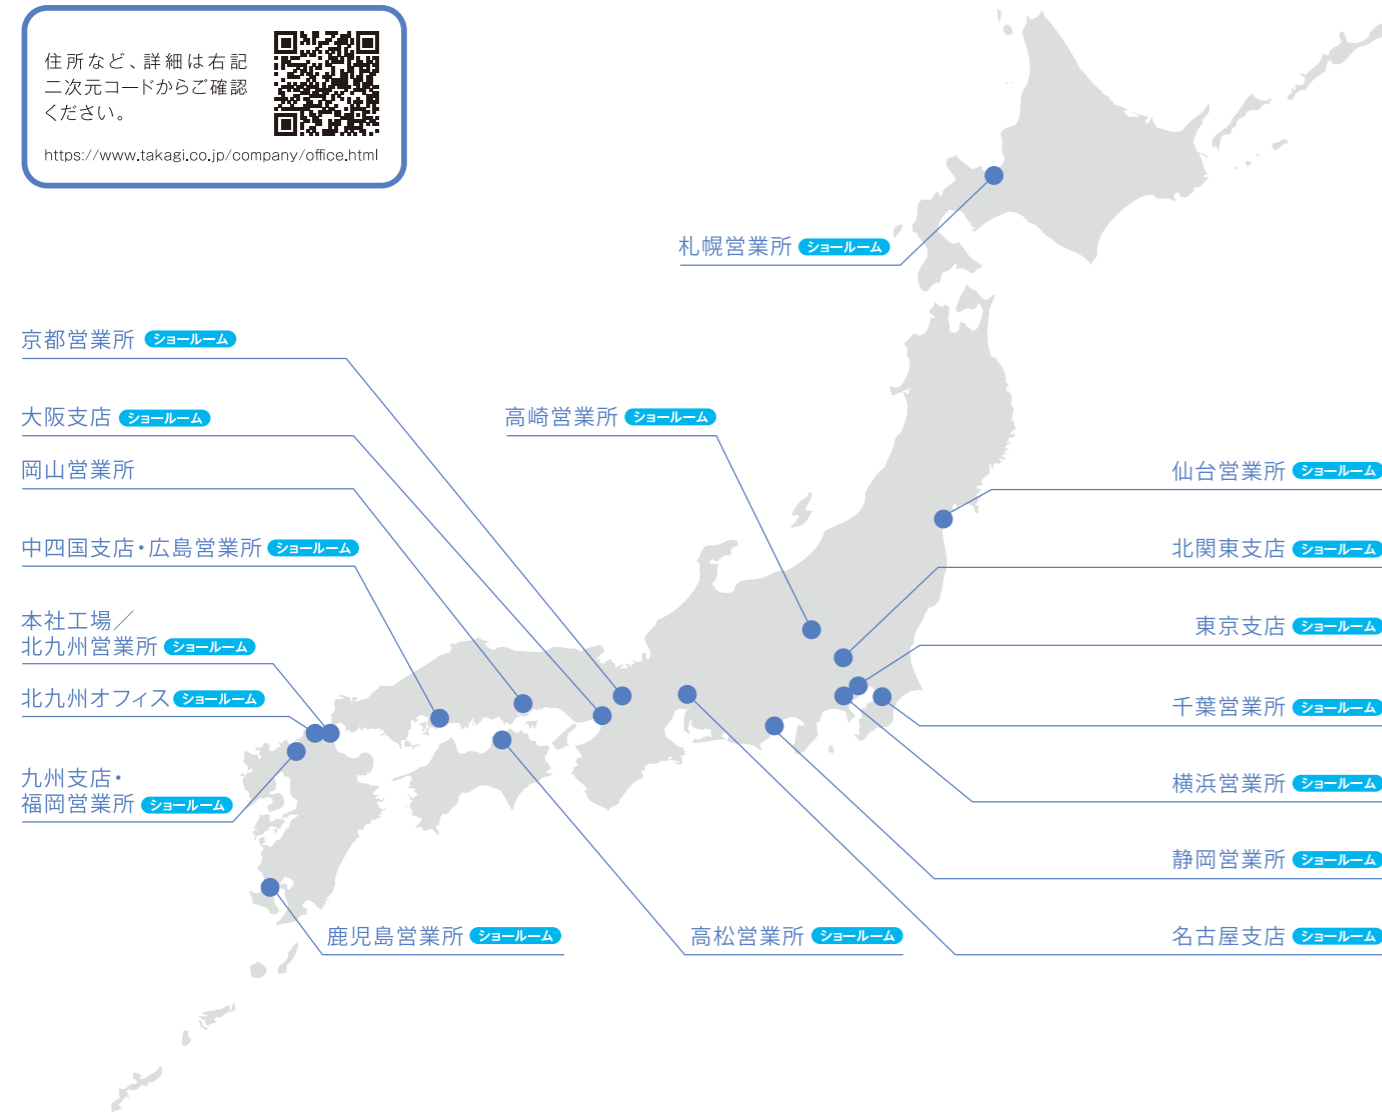 住所など、詳細は右記
二次元コードからご確認
ください。
https://www.takagi.co.jp/company/office.html
札幌営業所 ショールーム
京都営業所 ショールーム
大阪支店 ショールーム
高崎営業所 ショールーム
岡山営業所
仙台営業所 ショールーム
中四国支店・広島営業所 ショールーム
北関東支店 ショールーム
本社工場／
北九州営業所 ショールーム
東京支店 ショールーム
北九州オフィス ショールーム
千葉営業所 ショールーム
九州支店・
福岡営業所 ショールーム
横浜営業所 ショールーム
静岡営業所 ショールーム
鹿児島営業所 ショールーム
高松営業所 ショールーム
名古屋支店 ショールーム